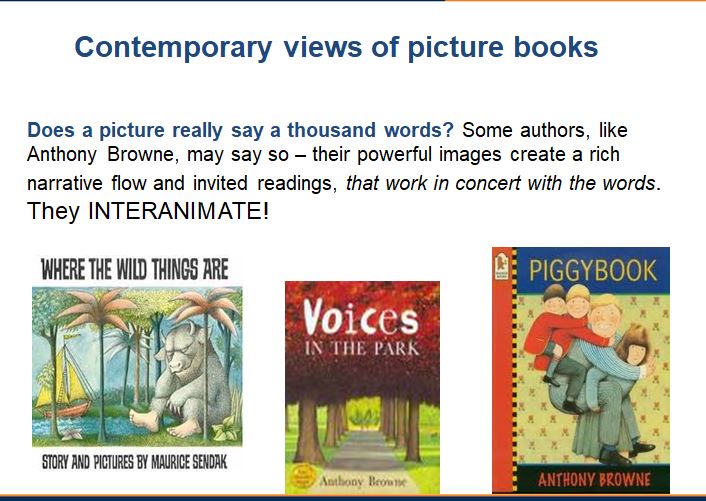 Contemporary views of picture books
Does a picture really say a thousand words? Some authors, like
Anthony Browne, may say so – their powerful images create a rich
narrative flow and invited readings, that work in concert with the words.
They INTERANIMATE!
WHERE THE WILD THINGS ARE
STORY AND PICTURES BY MAURICE SENDAK
Voices
IN THE PARK
Anthony Browne
PIGGYBOOK
ANTHONY BROWNE